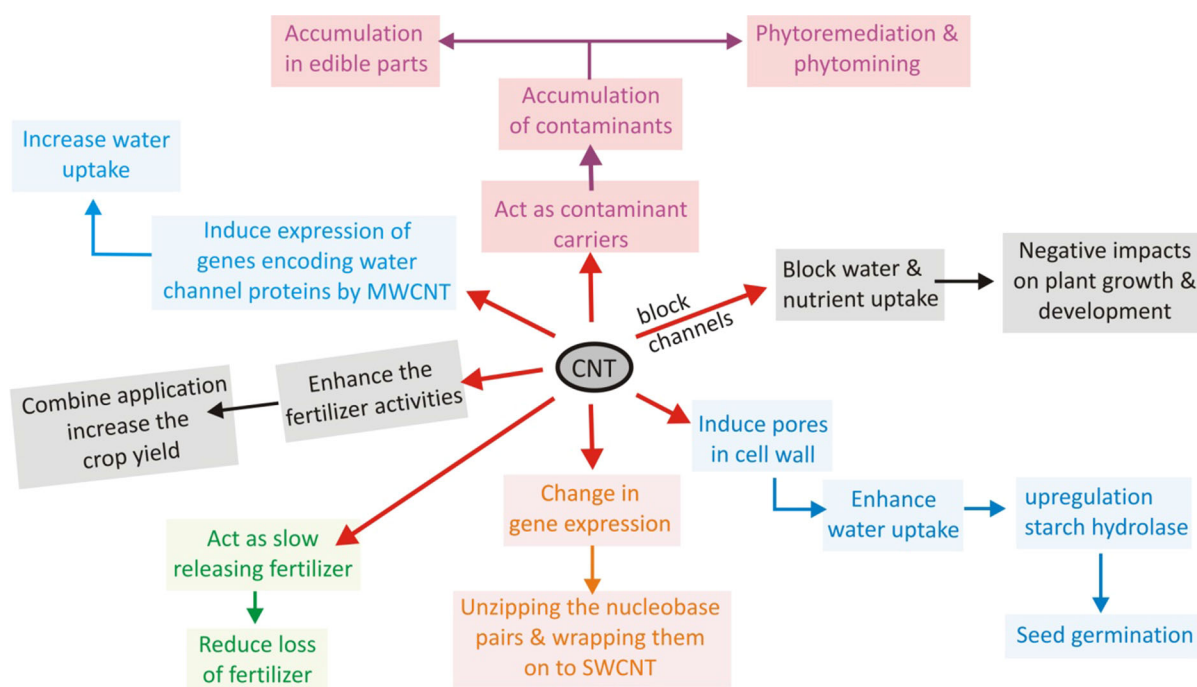 Accumulation
in edible parts
Phytoremediation &
phytomining
Accumulation
of contaminants
Increase water
uptake
Act as contaminant
carriers
Induce expression of
genes encoding water
channel proteins by MWCNT
block
channels
Block water &
nutrient uptake
Negative impacts
on plant growth &
development
CNT
Enhance the
fertilizer activities
Combine application
increase the
crop yield
Induce pores
in cell wall
Enhance
water uptake
upregulation
starch hydrolase
Seed germination
Change in
gene expression
Unzipping the nucleobase
pairs & wrapping them
on to SWCNT
Act as slow
releasing fertilizer
Reduce loss
of fertilizer